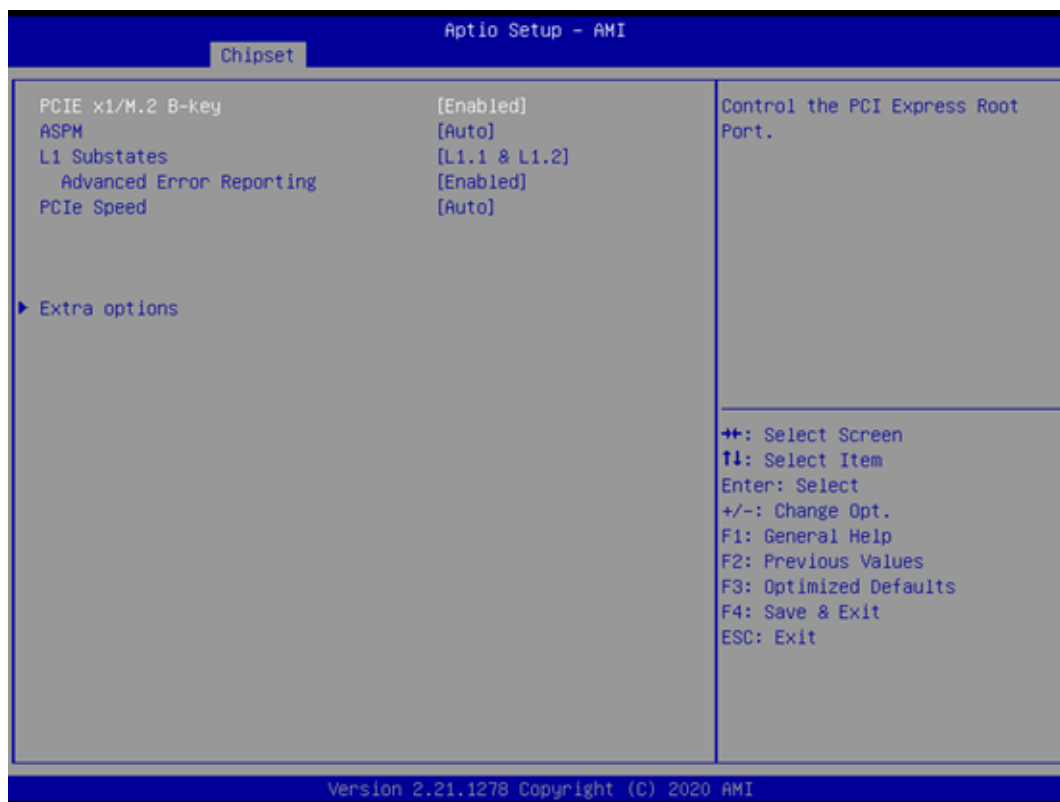 Aptio Setup - AMI
Chipset
PCIE x1/M.2 B-key [Enabled]
ASPM [Auto]
L1 Substates [L1.1 & L1.2]
Advanced Error Reporting [Enabled]
PCIe Speed [Auto]
Extra options
Control the PCI Express Root
Port.
→←: Select Screen
↑↓: Select Item
Enter: Select
+/-: Change Opt.
F1: General Help
F2: Previous Values
F3: Optimized Defaults
F4: Save & Exit
ESC: Exit
Version 2.21.1278 Copyright (C) 2020 AMI